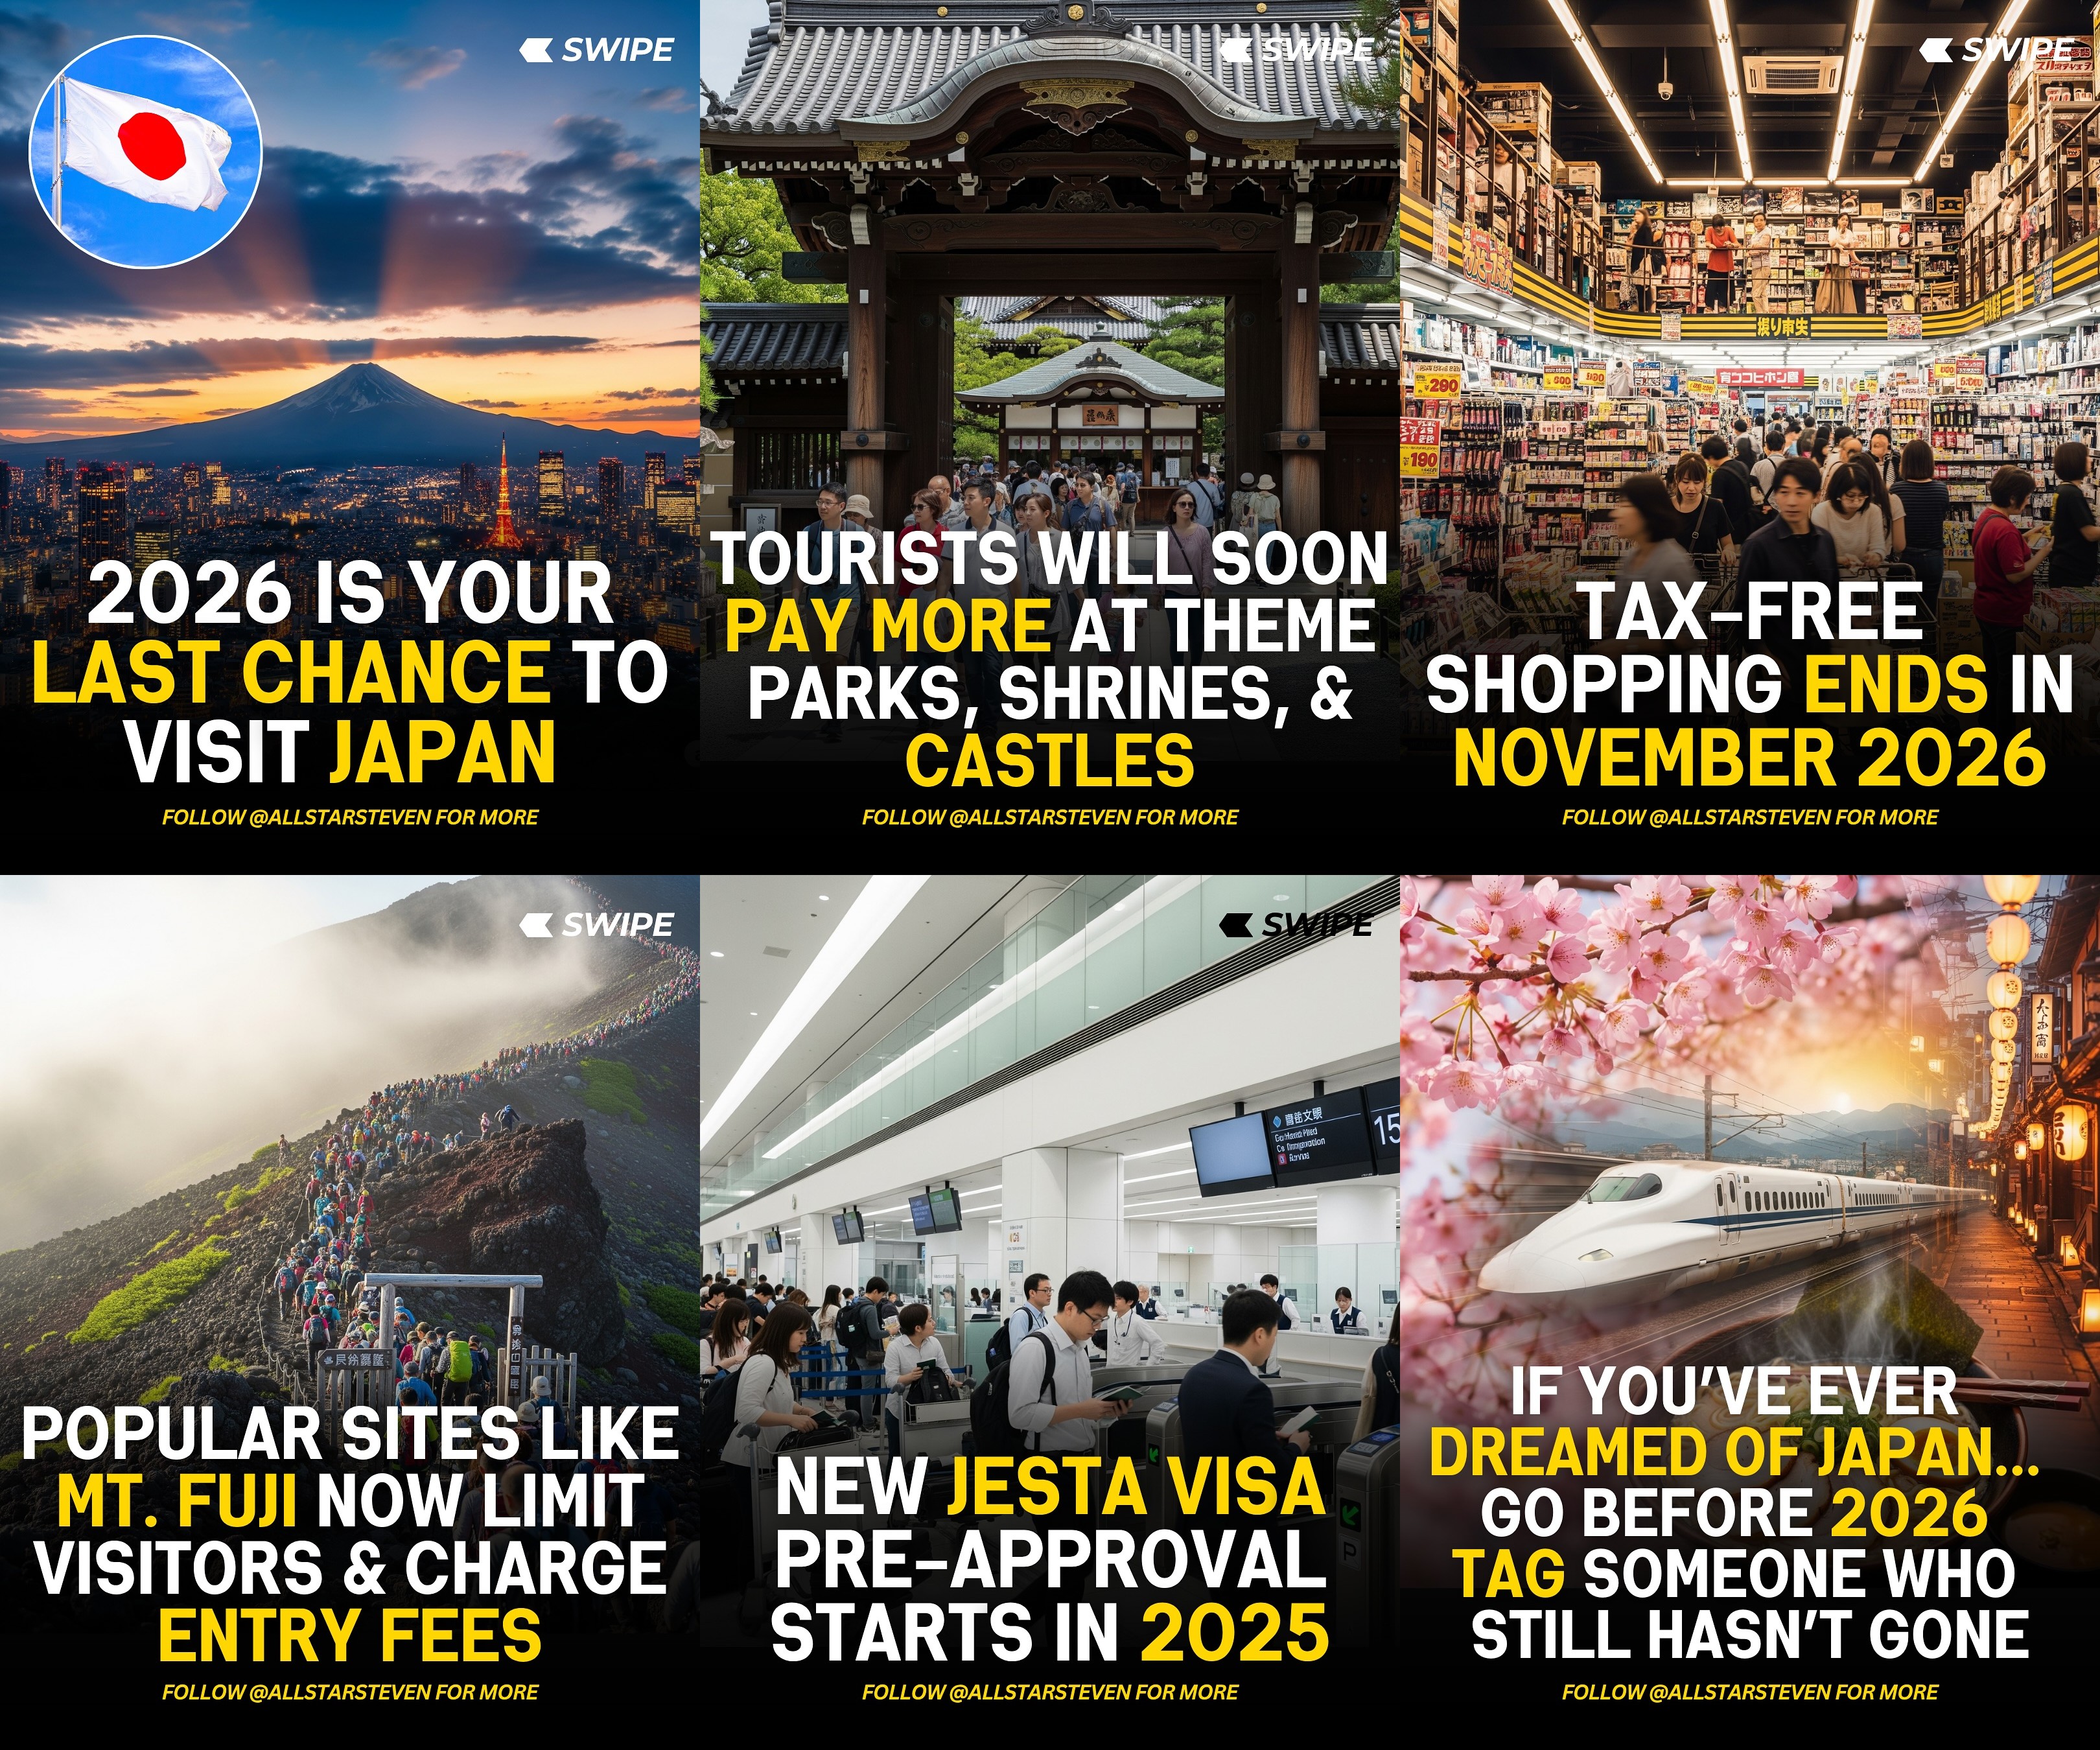 SWIPE
2026 IS YOUR
LAST CHANCE TO
VISIT JAPAN
FOLLOW @ALLSTARSTEVEN FOR MORE
SWIPE
TOURISTS WILL SOON
PAY MORE AT THEME
PARKS, SHRINES, &
CASTLES
FOLLOW @ALLSTARSTEVEN FOR MORE
SWIPE
280
190
TAX-FREE
SHOPPING ENDS IN
NOVEMBER 2026
FOLLOW @ALLSTARSTEVEN FOR MORE
SWIPE
POPULAR SITES LIKE
MT. FUJI NOW LIMIT
VISITORS & CHARGE
ENTRY FEES
FOLLOW @ALLSTARSTEVEN FOR MORE
SWIPE
15
P
NEW JESTA VISA
PRE-APPROVAL
STARTS IN 2025
FOLLOW @ALLSTARSTEVEN FOR MORE
IF YOU'VE EVER
DREAMED OF JAPAN...
GO BEFORE 2026
TAG SOMEONE WHO
STILL HASN'T GONE
FOLLOW @ALLSTARSTEVEN FOR MORE